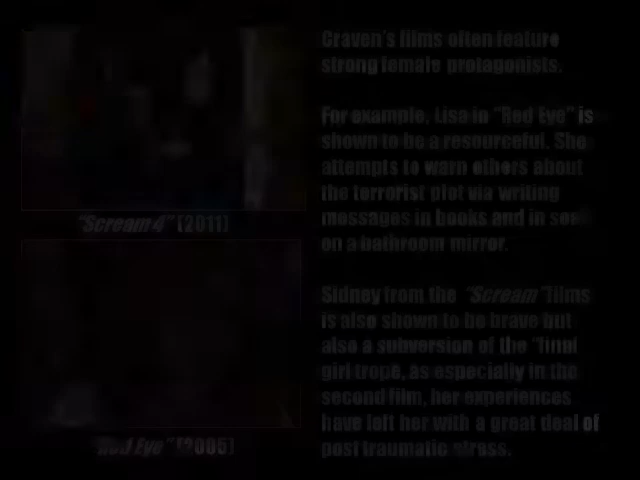 Craven's films often feature
strong female protagonists.
For example, Lisa in "Red Eye" is
shown to be a resourceful. She
attempts to warn others about
the terrorist plot via writing
messages in books and in soap
on a bathroom mirror.
Sidney from the "Scream" films
is also shown to be brave but
also a subversion of the "final
girl trope, as especially in the
second film, her experiences
have left her with a great deal of
post traumatic stress.
"Scream 4" (2011)
"Red Eye" (2005)